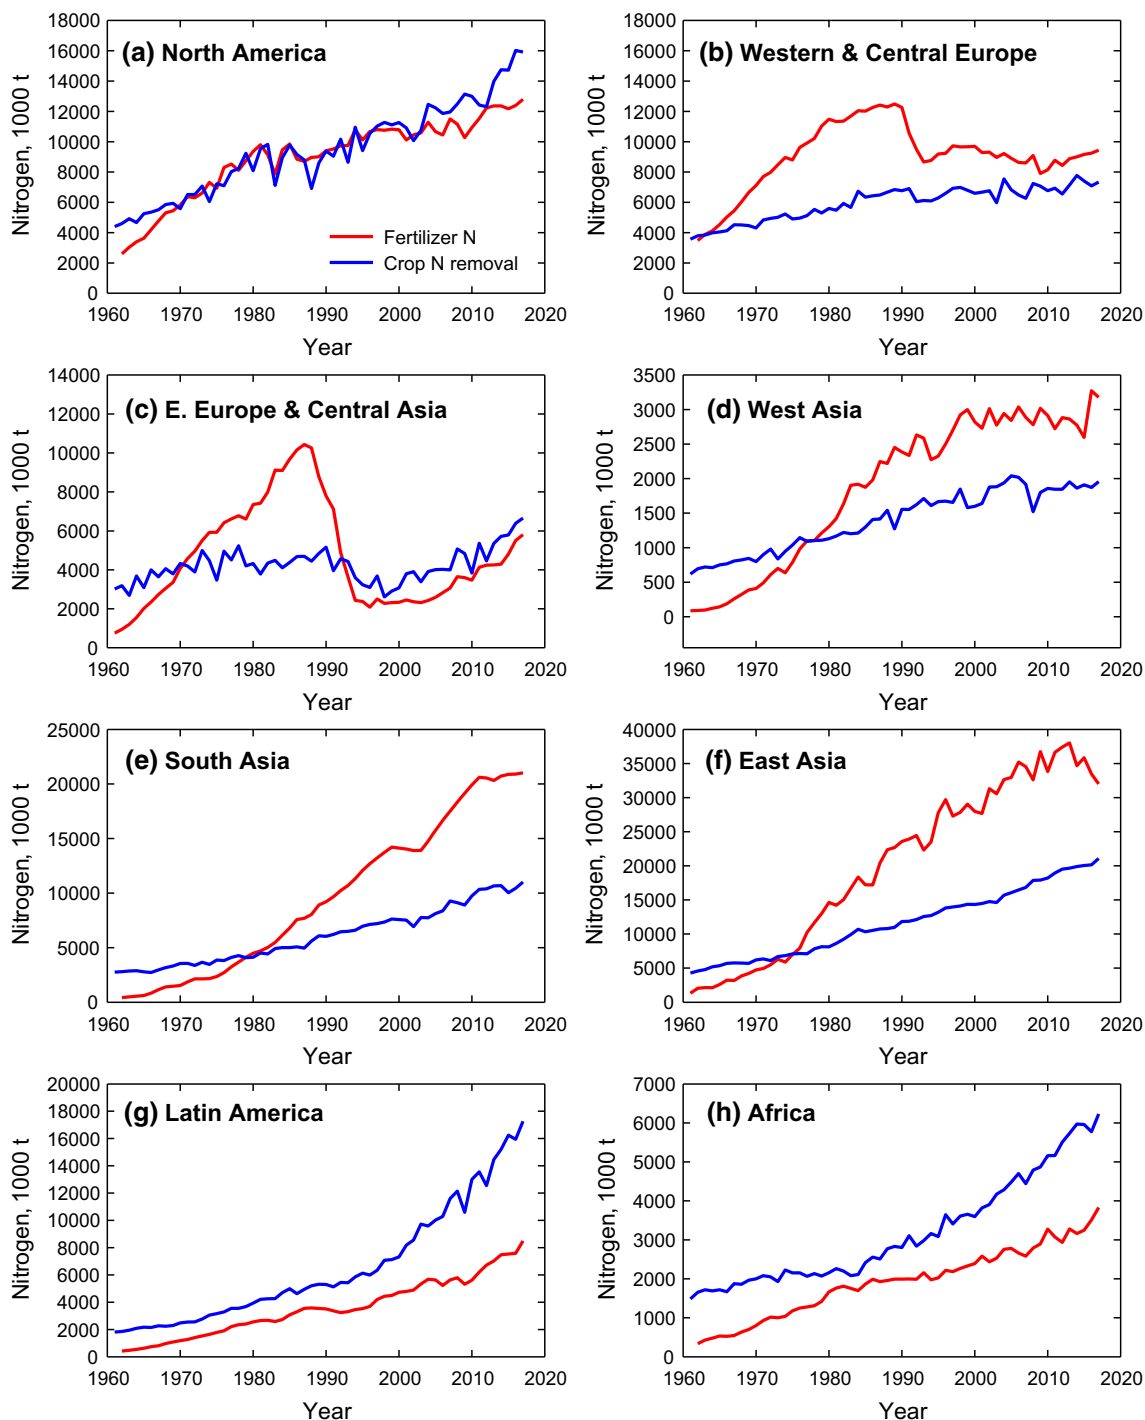 (a) North America
Nitrogen, 1000 t
18000
16000
14000
12000
10000
8000
6000
4000
2000
0
Fertilizer N
Crop N removal
1960 1970 1980 1990 2000 2010 2020
Year
(b) Western & Central Europe
Nitrogen, 1000 t
18000
16000
14000
12000
10000
8000
6000
4000
2000
0
1960 1970 1980 1990 2000 2010 2020
Year
(c) E. Europe & Central Asia
Nitrogen, 1000 t
14000
12000
10000
8000
6000
4000
2000
0
1960 1970 1980 1990 2000 2010 2020
Year
(d) West Asia
Nitrogen, 1000 t
3500
3000
2500
2000
1500
1000
500
0
1960 1970 1980 1990 2000 2010 2020
Year
(e) South Asia
Nitrogen, 1000 t
25000
20000
15000
10000
5000
0
1960 1970 1980 1990 2000 2010 2020
Year
(f) East Asia
Nitrogen, 1000 t
40000
35000
30000
25000
20000
15000
10000
5000
0
1960 1970 1980 1990 2000 2010 2020
Year
(g) Latin America
Nitrogen, 1000 t
20000
18000
16000
14000
12000
10000
8000
6000
4000
2000
0
1960 1970 1980 1990 2000 2010 2020
Year
(h) Africa
Nitrogen, 1000 t
7000
6000
5000
4000
3000
2000
1000
0
1960 1970 1980 1990 2000 2010 2020
Year